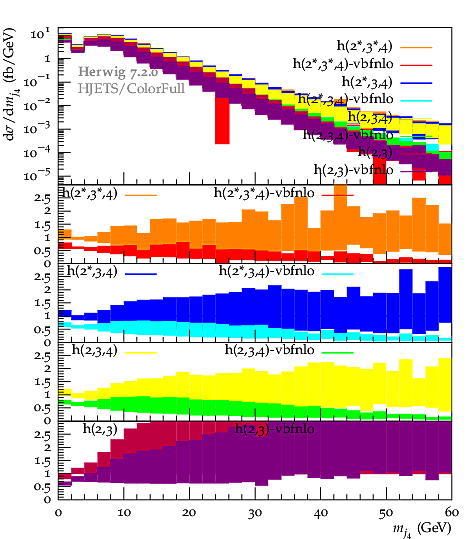 dσ/dm_{j_4} (fb/GeV)
10^1
1
10^{-1}
10^{-2}
10^{-3}
10^{-4}
10^{-5}
Herwig 7.2.0
HJETS/ColorFull
h(2*,3*,4)
h(2*,3*,4)-vbfnlo
h(2*,3,4)
h(2*,3,4)-vbfnlo
h(2,3,4)
h(2,3,4)-vbfnlo
h(2,3)
h(2,3)-vbfnlo
h(2*,3*,4) h(2*,3*,4)-vbfnlo
2.5
2
1.5
1
0.5
0
h(2*,3,4) h(2*,3,4)-vbfnlo
2.5
2
1.5
1
0.5
0
h(2,3,4) h(2,3,4)-vbfnlo
2.5
2
1.5
1
0.5
0
h(2,3) h(2,3)-vbfnlo
2.5
2
1.5
1
0.5
0
0 10 20 30 40 50 60
m_{j_4} [GeV]